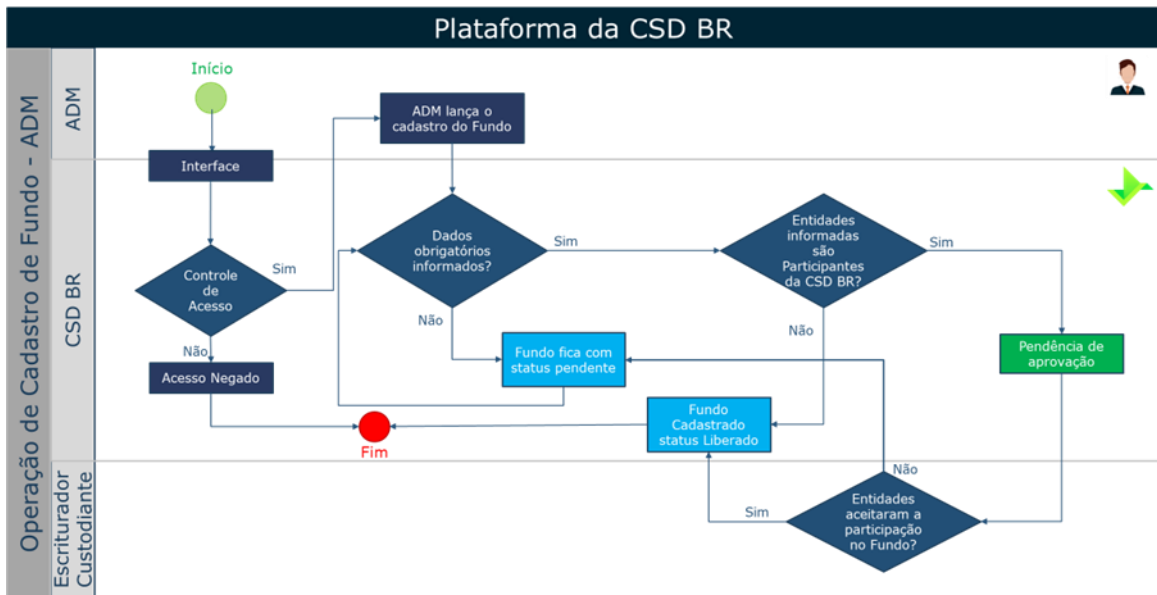 Plataforma da CSD BR
Operação de Cadastro de Fundo - ADM
ADM
Início
ADM lança o
cadastro do Fundo
Interface
CSD BR
Controle
de
Acesso
Sim
Não
Acesso Negado
Dados
obrigatórios
informados?
Sim
Não
Fundo fica com
status pendente
Entidades
informadas
são
Participantes
da CSD BR?
Sim
Não
Pendência de
aprovação
Fundo
Cadastrado
status Liberado
Fim
Escriturador
Custodiante
Não
Entidades
aceitaram a
participação
no Fundo?
Sim